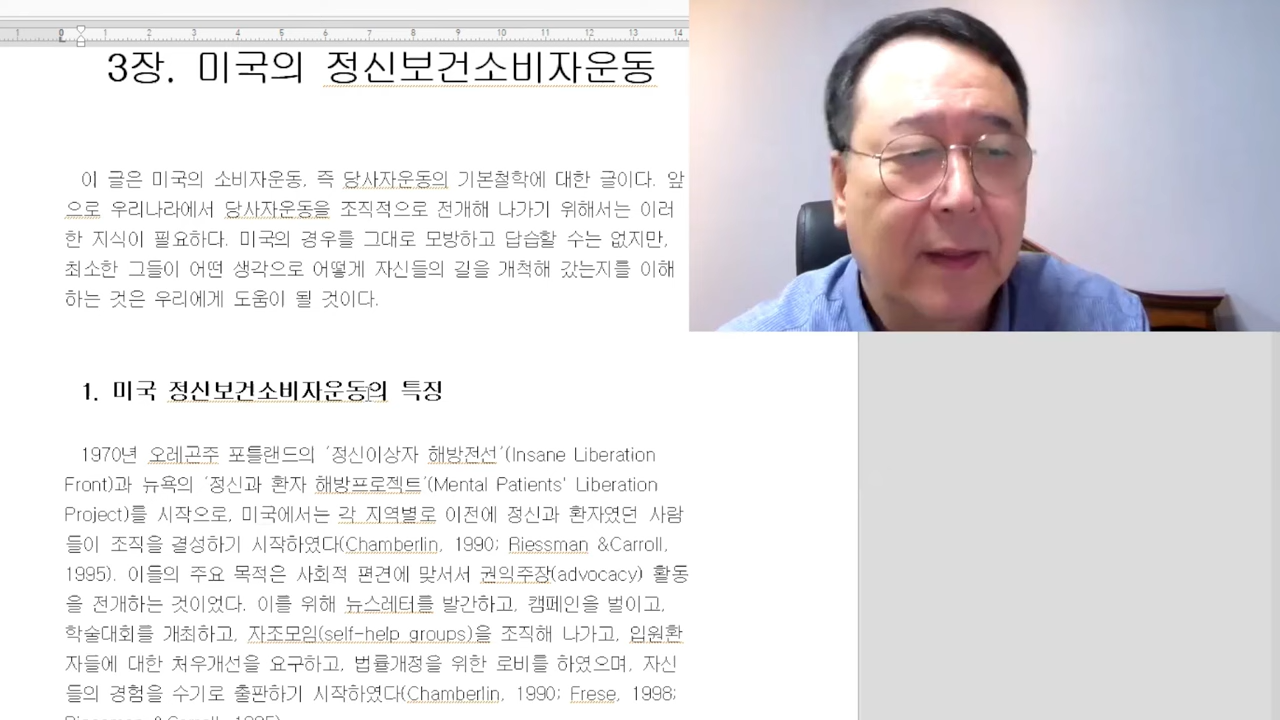 1 0 1 2 3 4 5 6 7 8 9 10 11 12 13 14
3장. 미국의 정신보건소비자운동
이 글은 미국의 소비자운동, 즉 당사자운동의 기본철학에 대한 글이다. 앞
으로 우리나라에서 당사자운동을 조직적으로 전개해 나가기 위해서는 이러
한 지식이 필요하다. 미국의 경우를 그대로 모방하고 답습할 수는 없지만,
최소한 그들이 어떤 생각으로 어떻게 자신들의 길을 개척해 갔는지를 이해
하는 것은 우리에게 도움이 될 것이다.
1. 미국 정신보건소비자운동의 특징
1970년 오레곤주 포틀랜드의 ′정신이상자 해방전선′(Insane Liberation
Front)과 뉴욕의 ′정신과 환자 해방프로젝트′(Mental Patients' Liberation
Project)를 시작으로, 미국에서는 각 지역별로 이전에 정신과 환자였던 사람
들이 조직을 결성하기 시작하였다(Chamberlin, 1990; Riessman &Carroll,
1995). 이들의 주요 목적은 사회적 편견에 맞서서 권익주장(advocacy) 활동
을 전개하는 것이었다. 이를 위해 뉴스레터를 발간하고, 캠페인을 벌이고,
학술대회를 개최하고, 자조모임(self-help groups)을 조직해 나가고, 입원환
자들에 대한 처우개선을 요구하고, 법률개정을 위한 로비를 하였으며, 자신
들의 경험을 수기로 출판하기 시작하였다(Chamberlin, 1990; Frese, 1998;
Riessman &Carroll, 1995).